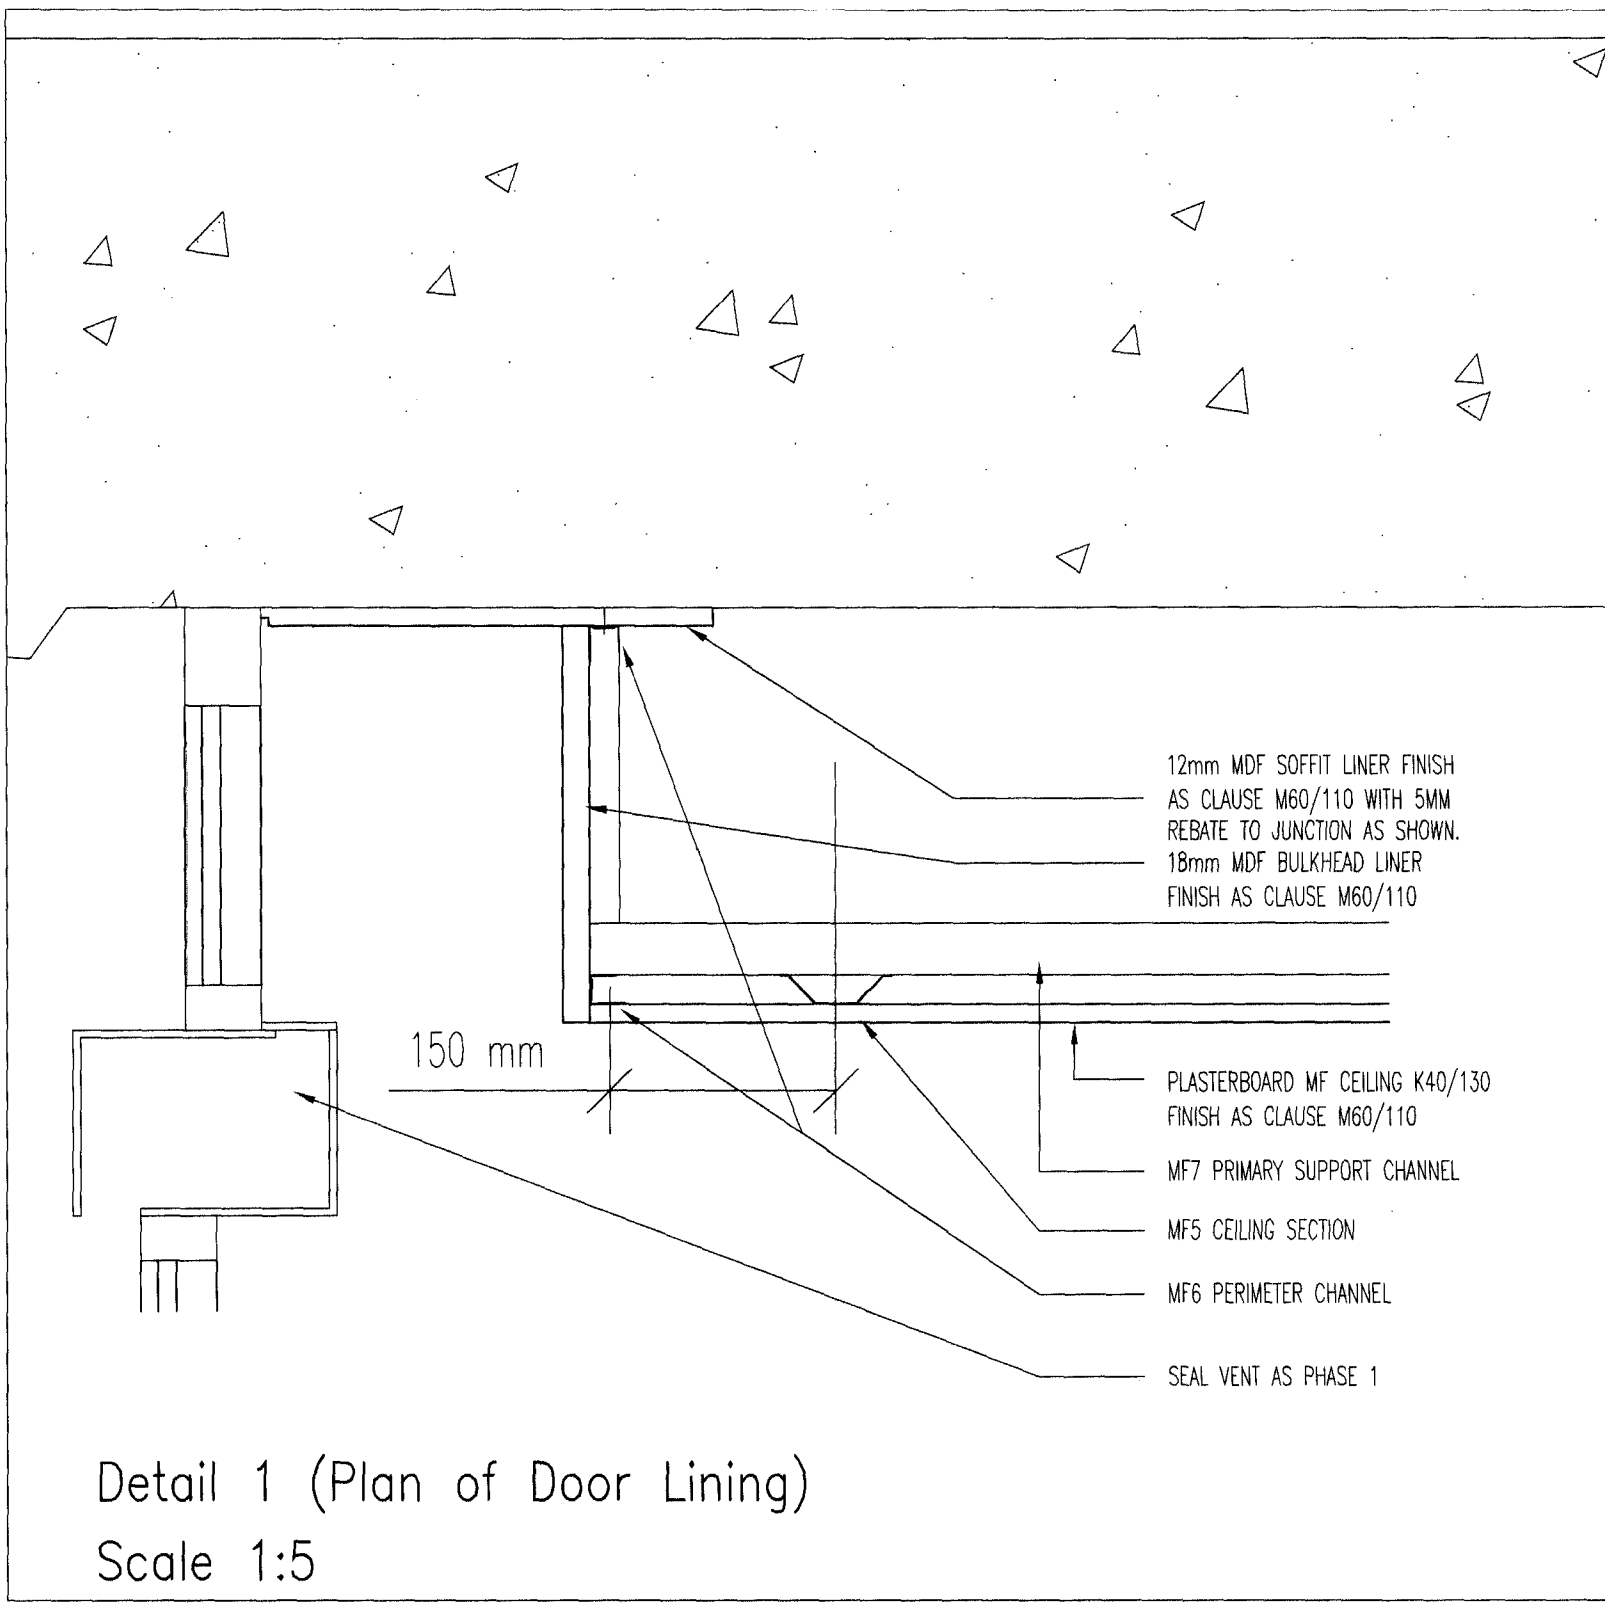 12mm MDF SOFFIT LINER FINISH
AS CLAUSE M60/110 WITH 5MM
REBATE TO JUNCTION AS SHOWN.
18mm MDF BULKHEAD LINER
FINISH AS CLAUSE M60/110
150 mm
PLASTERBOARD MF CEILING K40/130
FINISH AS CLAUSE M60/110
MF7 PRIMARY SUPPORT CHANNEL
MF5 CEILING SECTION
MF6 PERIMETER CHANNEL
SEAL VENT AS PHASE 1
Detail 1 (Plan of Door Lining)
Scale 1:5